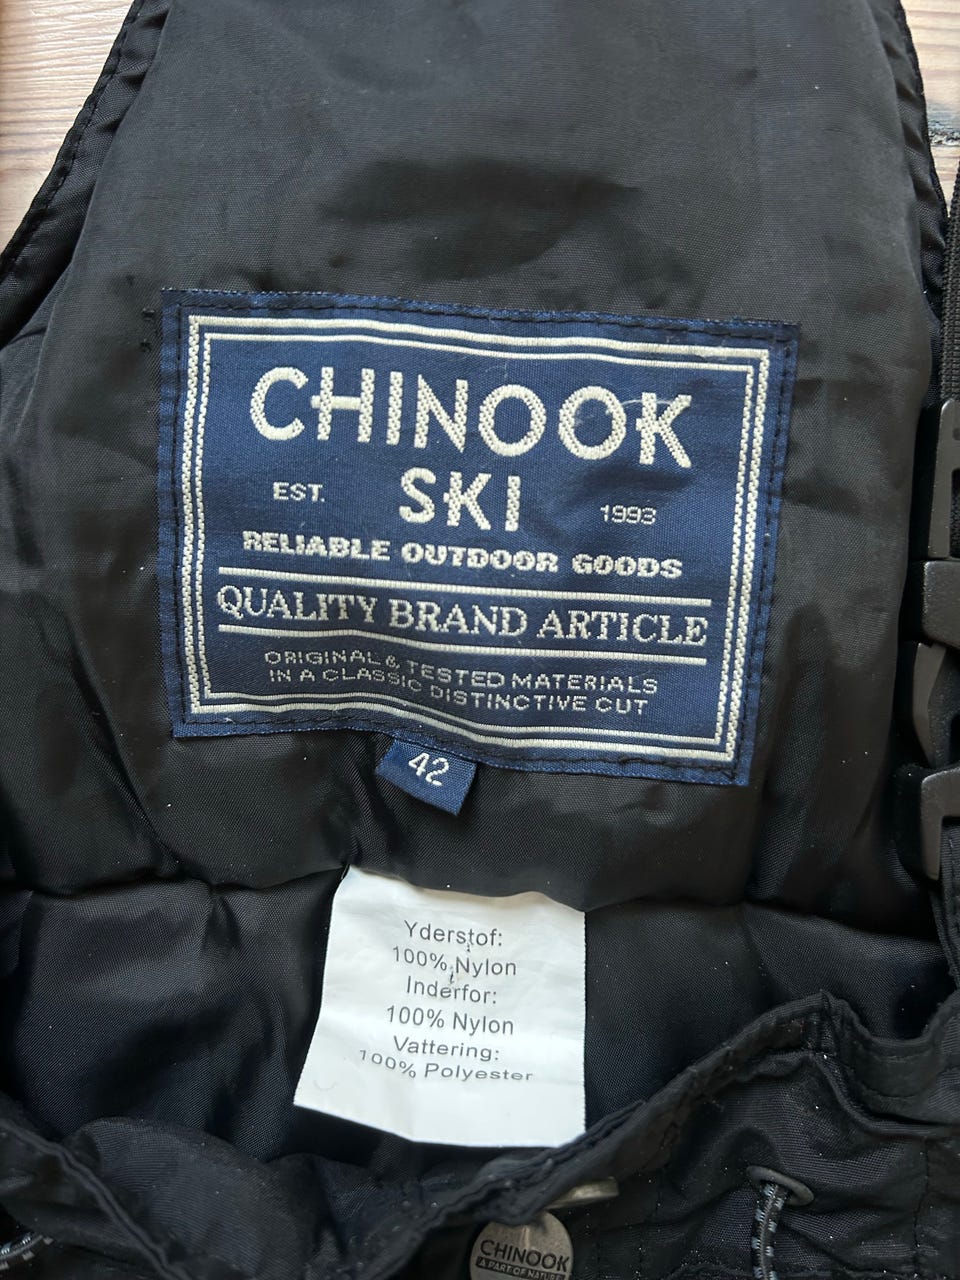 CHINOOK
SKI
EST. 1993
RELIABLE OUTDOOR GOODS
QUALITY BRAND ARTICLE
ORIGINAL & TESTED MATERIALS
IN A CLASSIC DISTINCTIVE CUT
42
Yderstof:
100% Nylon
Inderfor:
100% Nylon
Vattering:
100% Polyester
CHINOOK
A PART OF NATURE